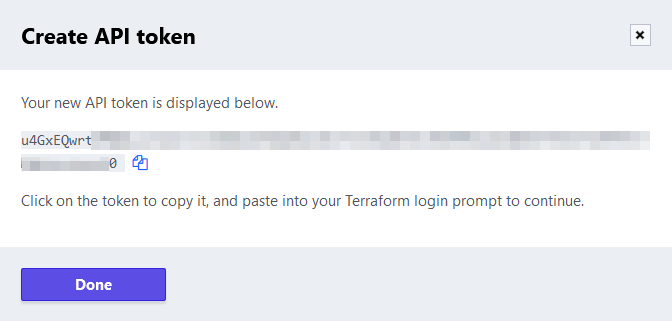 Create API token
Your new API token is displayed below.
u4GxEQwrt
0
Click on the token to copy it, and paste into your Terraform login prompt to continue.
Done